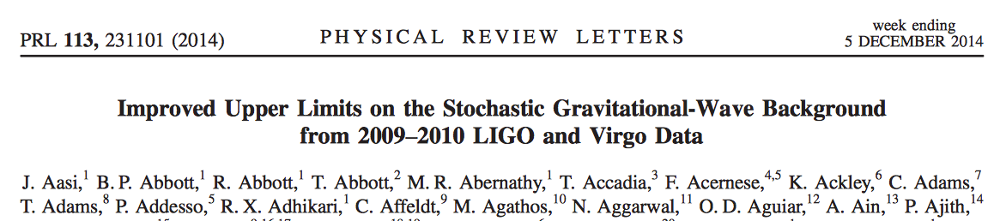 PRL 113, 231101 (2014)
PHYSICAL REVIEW LETTERS
week ending
5 DECEMBER 2014
Improved Upper Limits on the Stochastic Gravitational-Wave Background
from 2009–2010 LIGO and Virgo Data
J. Aasi,1 B. P. Abbott,1 R. Abbott,1 T. Abbott,2 M. R. Abernathy,1 T. Accadia,3 F. Acernese,4,5 K. Ackley,6 C. Adams,7
T. Adams,8 P. Addesso,5 R. X. Adhikari,1 C. Affeldt,9 M. Agathos,10 N. Aggarwal,11 O. D. Aguiar,12 A. Ain,13 P. Ajith,14